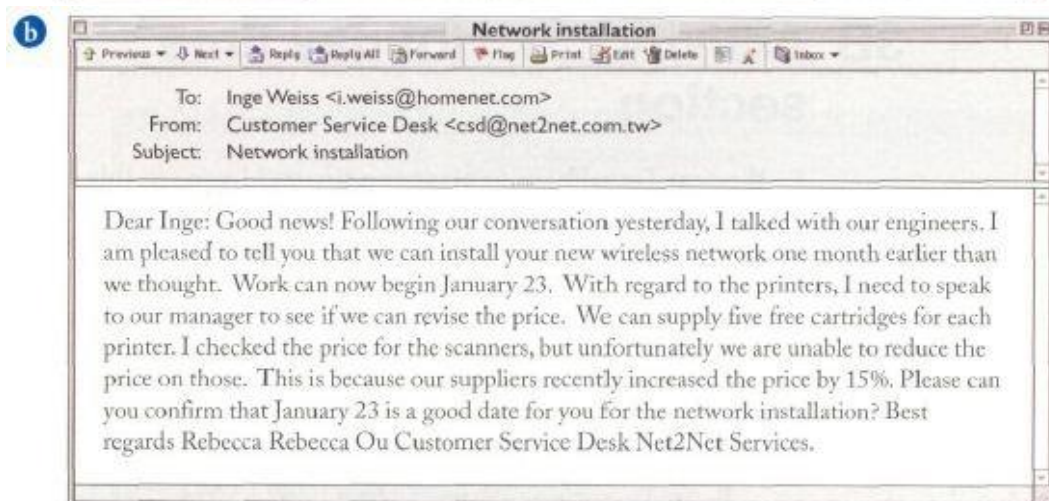 b
Network installation
Previous Next Reply Reply All Forward Flag Print Edit Delete Inbox
To: Inge Weiss <i.weiss@homenet.com>
From: Customer Service Desk <csd@net2net.com.tw>
Subject: Network installation
Dear Inge: Good news! Following our conversation yesterday, I talked with our engineers. I
am pleased to tell you that we can install your new wireless network one month earlier than
we thought. Work can now begin January 23. With regard to the printers, I need to speak
to our manager to see if we can revise the price. We can supply five free cartridges for each
printer. I checked the price for the scanners, but unfortunately we are unable to reduce the
price on those. This is because our suppliers recently increased the price by 15%. Please can
you confirm that January 23 is a good date for you for the network installation? Best
regards Rebecca Rebecca Ou Customer Service Desk Net2Net Services.